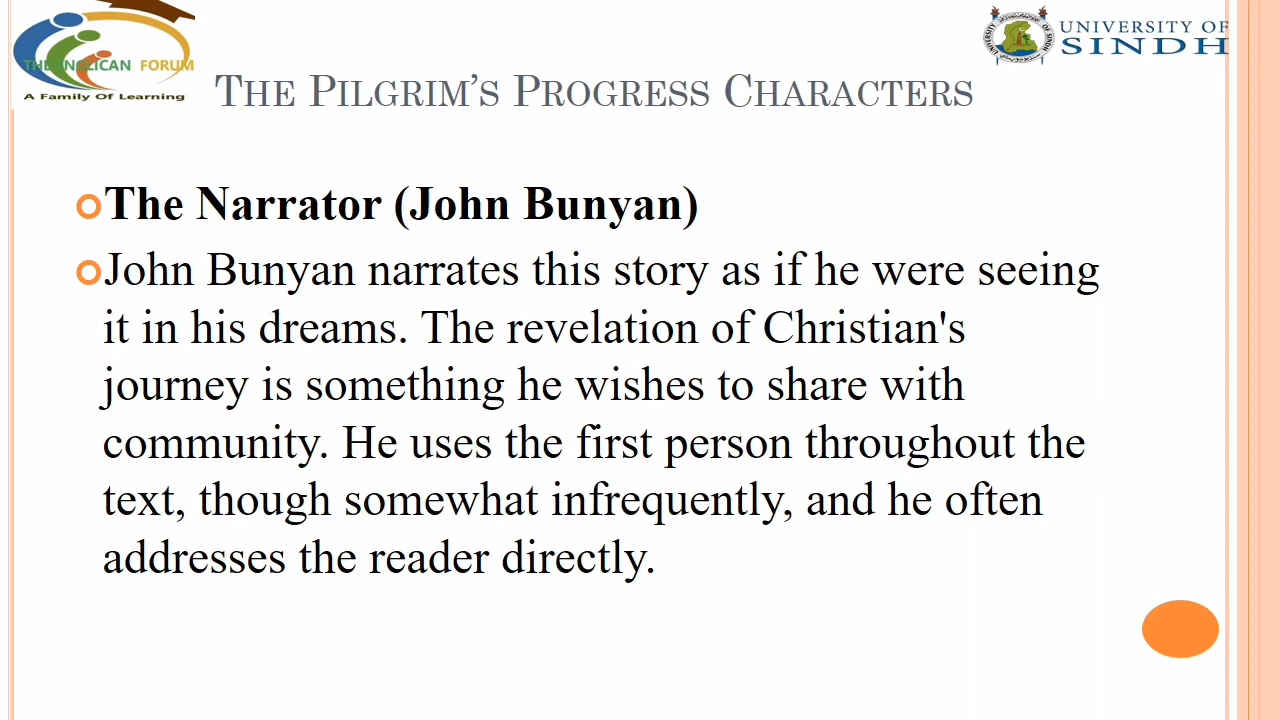 THE ANGLICAN FORUM
A Family Of Learning
UNIVERSITY OF
SINDH
THE PILGRIM'S PROGRESS CHARACTERS
The Narrator (John Bunyan)
John Bunyan narrates this story as if he were seeing
it in his dreams. The revelation of Christian's
journey is something he wishes to share with
community. He uses the first person throughout the
text, though somewhat infrequently, and he often
addresses the reader directly.